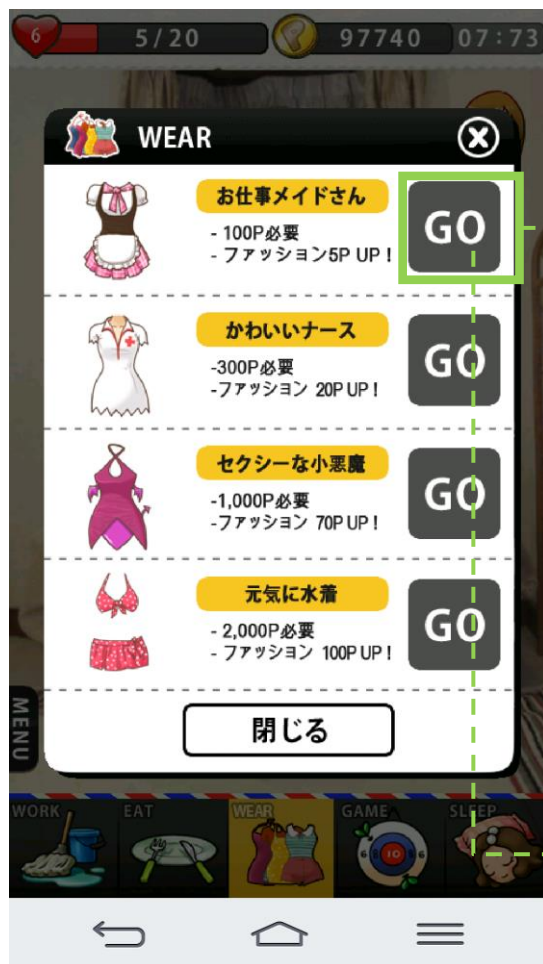 6
5/20
97740
07:73
WEAR
お仕事メイドさん
- 100P必要
- ファッション5P UP！
GO
かわいいナース
-300P必要
-ファッション 20P UP！
GO
セクシーな小悪魔
-1,000P必要
-ファッション 70P UP！
GO
元気に水着
- 2,000P必要
- ファッション 100P UP！
GO
閉じる
MENU
WORK
EAT
WEAR
GAME
SLEEP
6 8 10 8 6